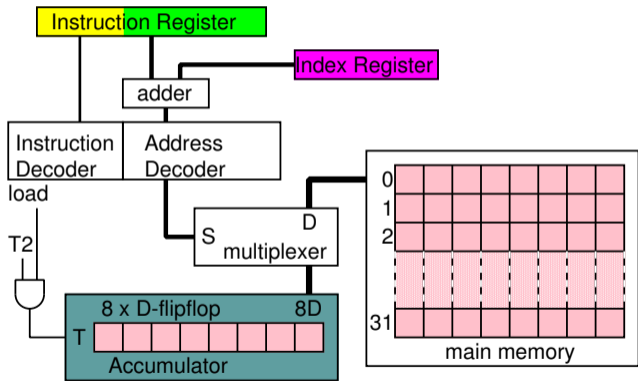 Instruction Register
Index Register
adder
Instruction
Decoder
Address
Decoder
load
T2
S
D
multiplexer
0
1
2
31
main memory
8 x D-flipflop
8D
T
Accumulator